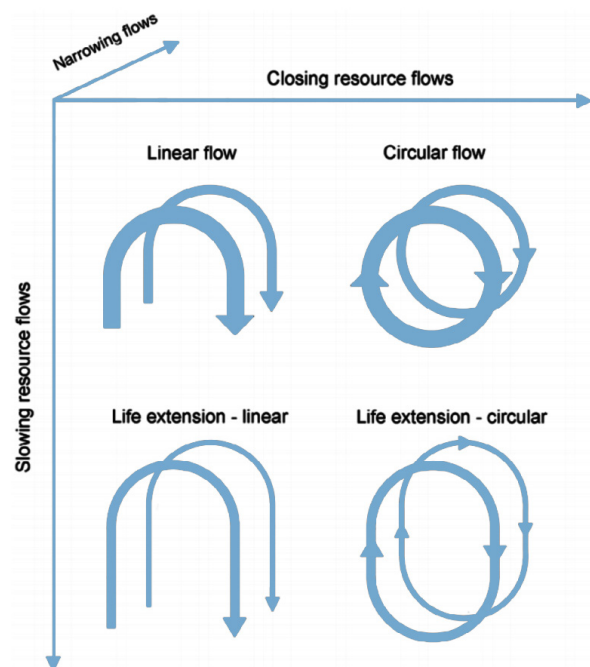 Narrowing flows
Closing resource flows
Linear flow
Circular flow
Slowing resource flows
Life extension - linear
Life extension - circular